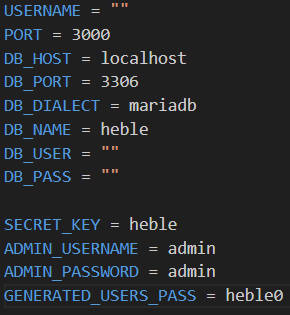 USERNAME = ""
PORT = 3000
DB_HOST = localhost
DB_PORT = 3306
DB_DIALECT = mariadb
DB_NAME = heble
DB_USER = ""
DB_PASS = ""
SECRET_KEY = heble
ADMIN_USERNAME = admin
ADMIN_PASSWORD = admin
GENERATED_USERS_PASS = heble0